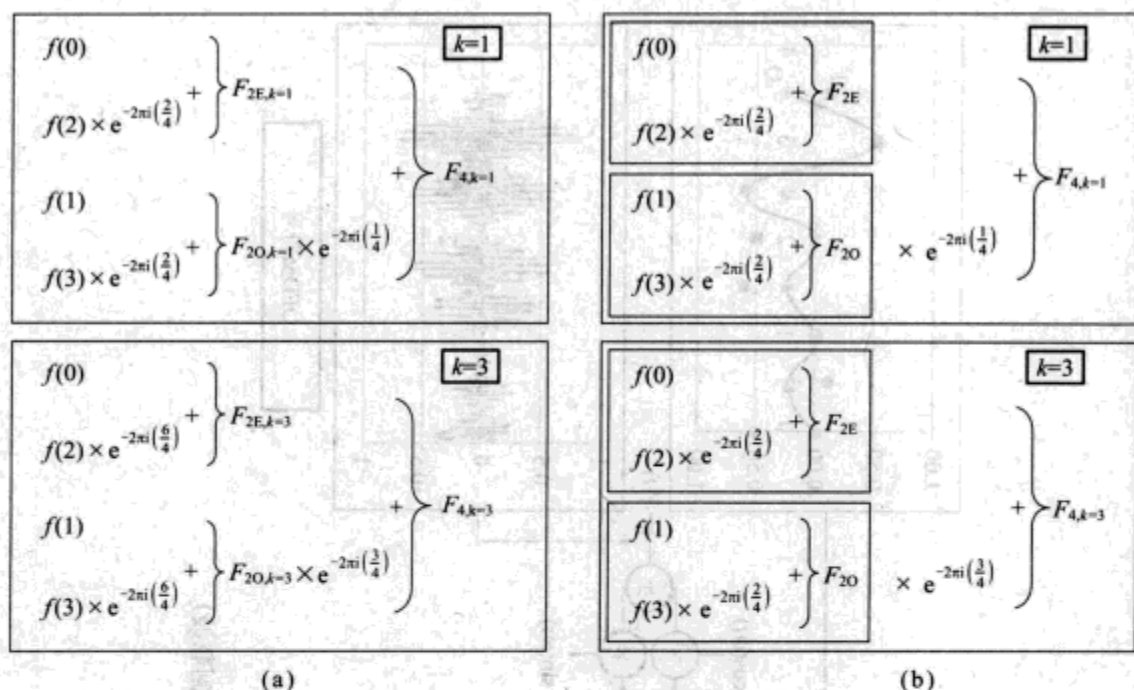 k=1
f(0)
+ F_{2E,k=1}
f(2) × e^{-2πi(2/4)}
+ F_{4,k=1}
f(1)
+ F_{2O,k=1} × e^{-2πi(1/4)}
f(3) × e^{-2πi(2/4)}
k=3
f(0)
+ F_{2E,k=3}
f(2) × e^{-2πi(6/4)}
+ F_{4,k=3}
f(1)
+ F_{2O,k=3} × e^{-2πi(3/4)}
f(3) × e^{-2πi(6/4)}
(a)
k=1
f(0)
+ F_{2E}
f(2) × e^{-2πi(2/4)}
+ F_{4,k=1}
f(1)
+ F_{2O} × e^{-2πi(1/4)}
f(3) × e^{-2πi(2/4)}
k=3
f(0)
+ F_{2E}
f(2) × e^{-2πi(2/4)}
+ F_{4,k=3}
f(1)
+ F_{2O} × e^{-2πi(3/4)}
f(3) × e^{-2πi(2/4)}
(b)